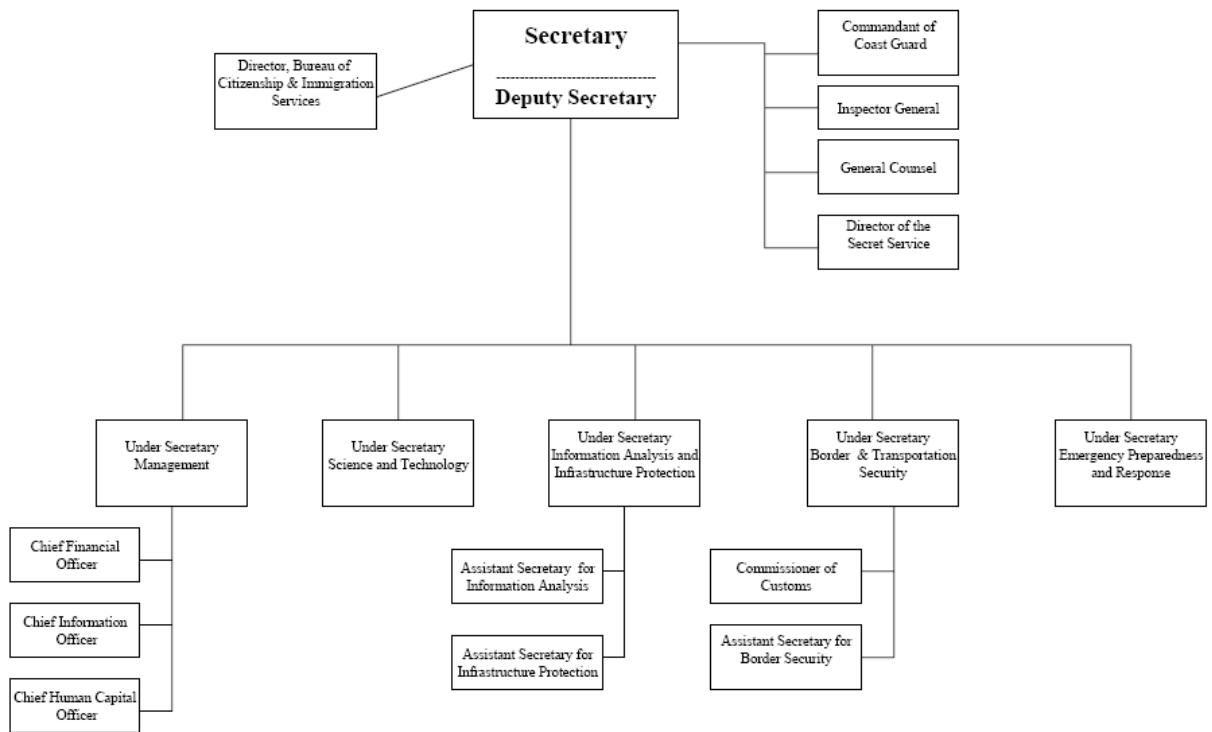 Secretary
----------------------------------
Deputy Secretary
Director, Bureau of
Citizenship & Immigration
Services
Commandant of
Coast Guard
Inspector General
General Counsel
Director of the
Secret Service
Under Secretary
Management
Under Secretary
Science and Technology
Under Secretary
Information Analysis and
Infrastructure Protection
Under Secretary
Border & Transportation
Security
Under Secretary
Emergency Preparedness
and Response
Chief Financial
Officer
Chief Information
Officer
Chief Human Capital
Officer
Assistant Secretary for
Information Analysis
Assistant Secretary for
Infrastructure Protection
Commissioner of
Customs
Assistant Secretary for
Border Security